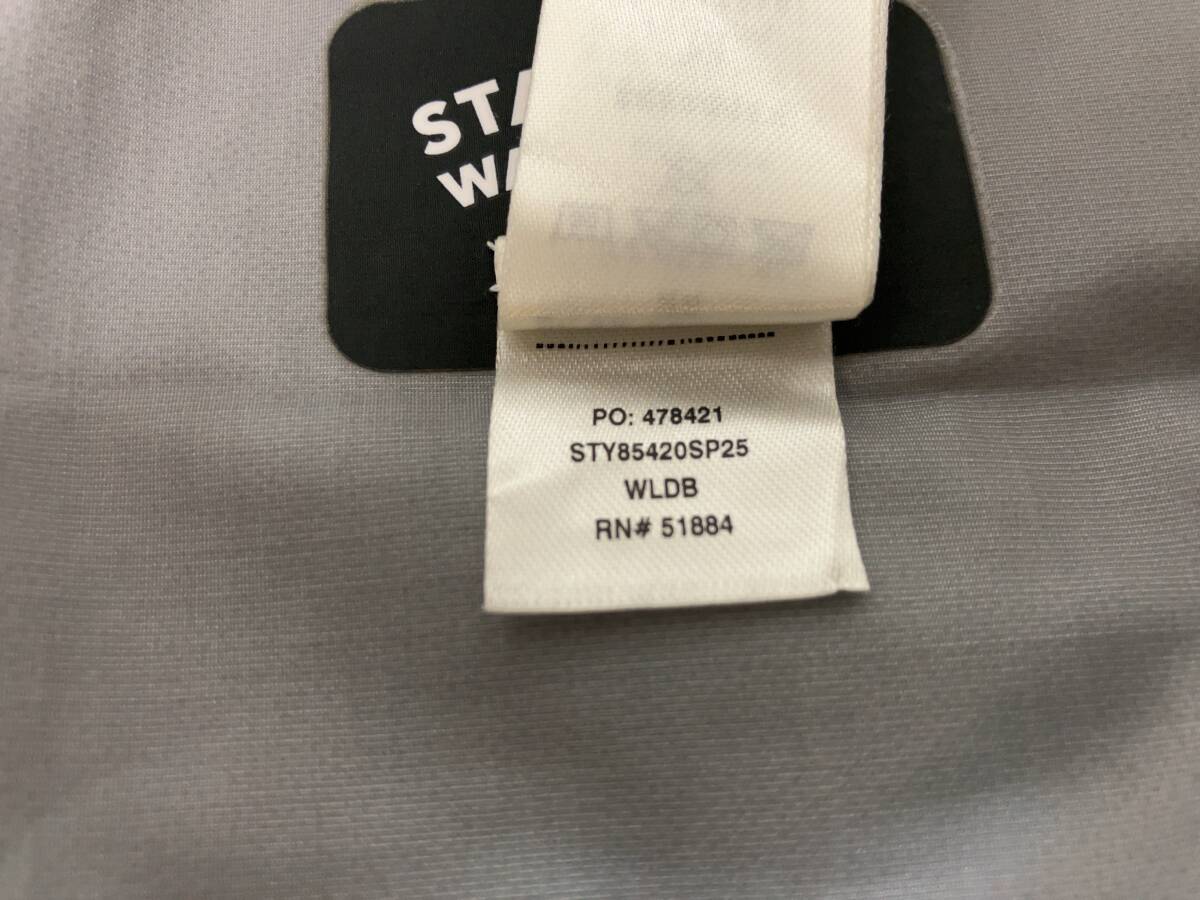 STA
WA
PO: 478421
STY85420SP25
WLDB
RN# 51884